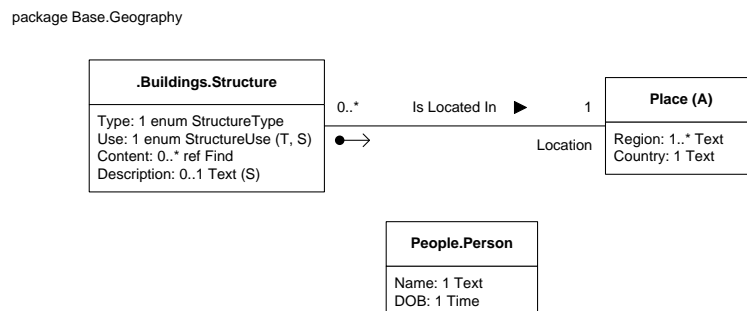 package Base.Geography
.Buildings.Structure
Type: 1 enum StructureType
Use: 1 enum StructureUse (T, S)
Content: 0..* ref Find
Description: 0..1 Text (S)
0..*
Is Located In
1
Location
Place (A)
Region: 1..* Text
Country: 1 Text
People.Person
Name: 1 Text
DOB: 1 Time